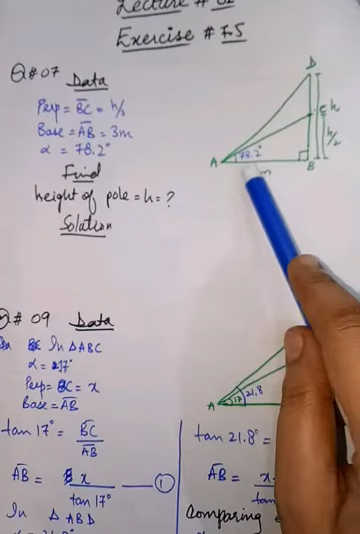 Lecture # 02
Exercise # 7.5
Q#07 Data
Perp = BC = h/2
Base = AB = 3m
α = 78.2°
Find
height of pole = h = ?
Solution
D
C
h
h/2
A
78.2°
B
m
Q# 09 Data
In ΔABC
α = 17°
Perp = BC = x
Base = AB
tan 17° = BC/AB
AB = x/tan 17° — ①
In Δ ABD
A
17
21.8
tan 21.8° =
AB = x
tan
Comparing